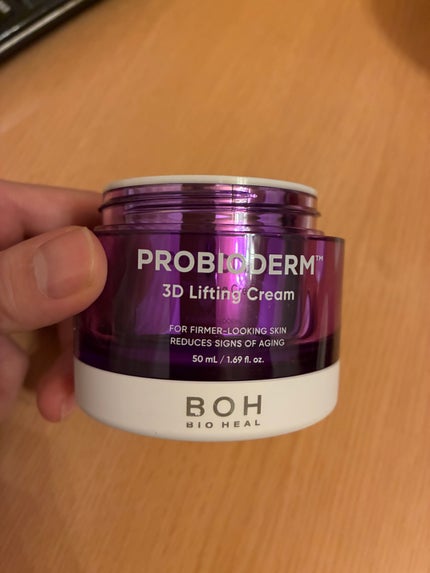 PROBIODERM™
3D Lifting Cream
FOR FIRMER-LOOKING SKIN
REDUCES SIGNS OF AGING
50 mL / 1.69 fl. oz.
BOH
BIO HEAL